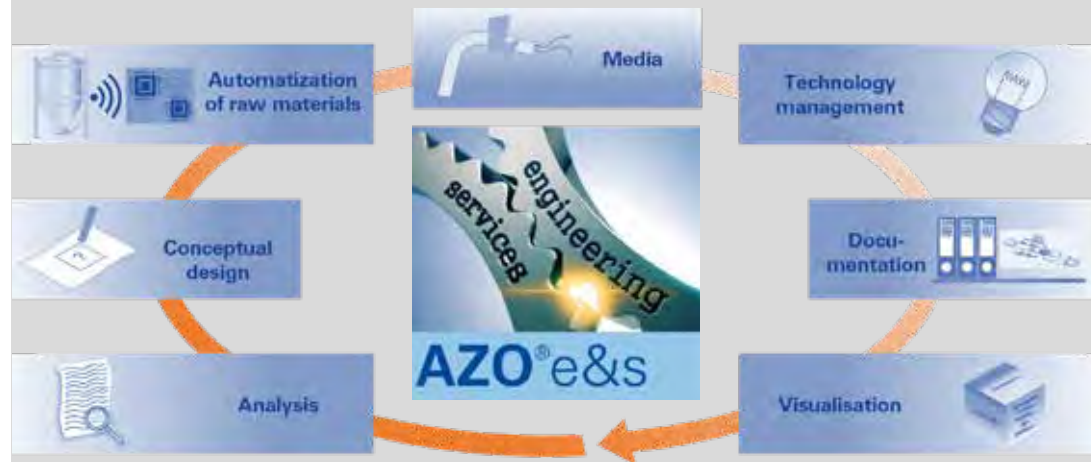 Media
Automatization
of raw materials
Technology
management
services
engineering
Conceptual
design
Docu-
mentation
AZO®e&s
Analysis
Visualisation